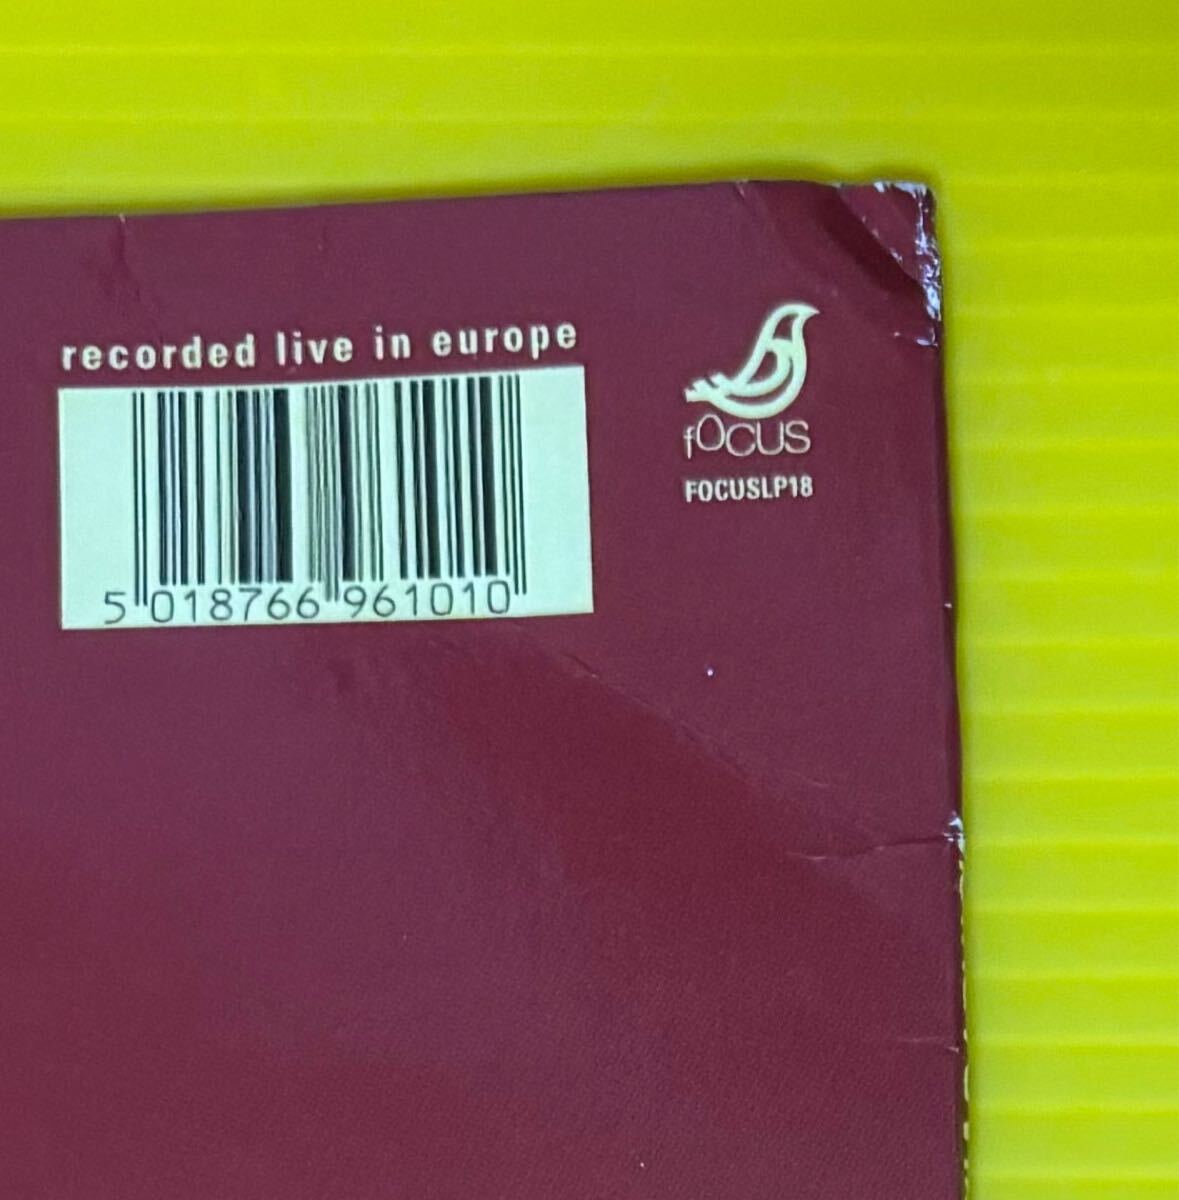 recorded live in europe
5 018766 961010
fOCUS
FOCUSLP18